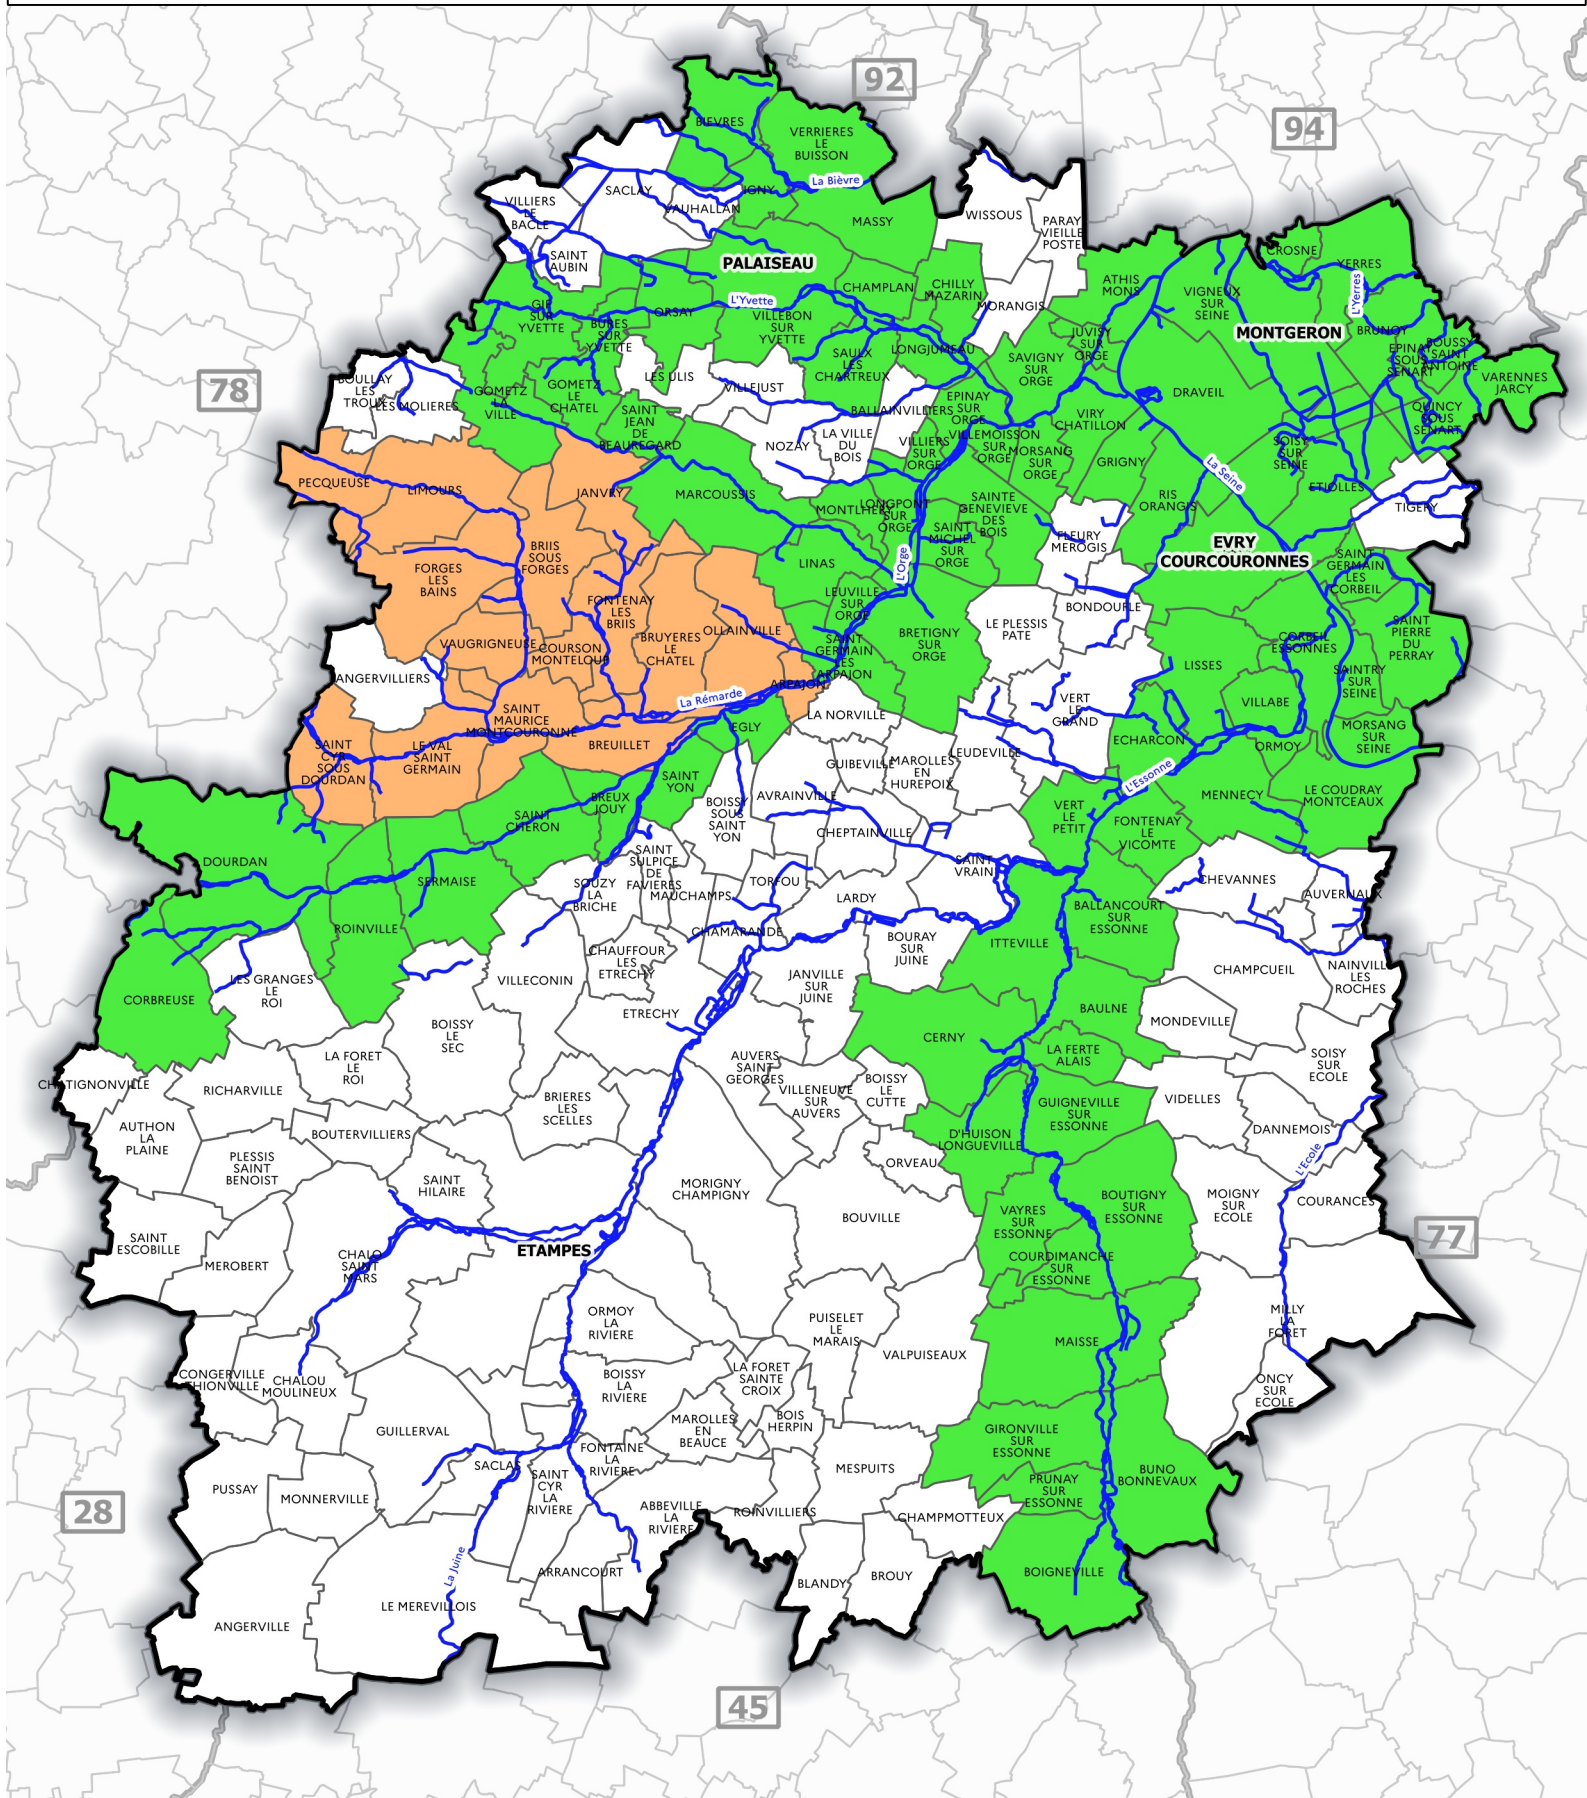 92
94
BIEVRES
VERRIERES
LE
BUISSON
La Bièvre
IGNY
SACLAY
VAUHALLAN
VILLIERS
LE
BACLE
MASSY
WISSOUS
PARAY
VIEILLE
POSTE
SAINT
AUBIN
PALAISEAU
CROSNE
YERRES
L'Yerres
CHAMPLAN
CHILLY
MAZARIN
ATHIS
MONS
VIGNEUX
SUR
SEINE
MORANGIS
L'Yvette
GIF
SUR
YVETTE
ORSAY
BURES
SUR
YVETTE
VILLEBON
SUR
YVETTE
MONTGERON
BRUNOY
JUVISY
SUR
ORGE
LONGJUMEAU
SAULX
LES
CHARTREUX
SAVIGNY
SUR
ORGE
EPINAY
SOUS
SENART
BOUSSY
SAINT
ANTOINE
VARENNES
JARCY
78
BOULLAY
LES
TROUX
LES MOLIERES
GOMETZ
LA
VILLE
GOMETZ
LE
CHATEL
LES ULIS
VILLEJUST
DRAVEIL
EPINAY
SUR
ORGE
BALLAINVILLIERS
VIRY
CHATILLON
QUINCY
SOUS
SENART
SAINT
JEAN
DE
BEAUREGARD
NOZAY
LA VILLE
DU
BOIS
VILLIERS
SUR
ORGE
VILLEMOISSON
SUR
ORGE
MORSANG
SUR
ORGE
GRIGNY
SOISY
SUR
SEINE
La Seine
PECQUEUSE
LIMOURS
JANVRY
MARCOUSSIS
MONTLHERY
LONGPONT
SUR
ORGE
SAINTE
GENEVIEVE
DES
BOIS
RIS
ORANGIS
ETIOLLES
TIGERY
SAINT
MICHEL
SUR
ORGE
FLEURY
MEROGIS
EVRY
COURCOURONNES
BRIIS
SOUS
FORGES
FORGES
LES
BAINS
LINAS
L'Orge
SAINT
GERMAIN
LES
CORBEIL
FONTENAY
LES
BRIIS
LEUVILLE
SUR
ORGE
BONDOUFLE
LE PLESSIS
PATE
BRETIGNY
SUR
ORGE
SAINT
PIERRE
DU
PERRAY
CORBEIL
ESSONNES
OLLAINVILLE
BRUYERES
LE
CHATEL
VAUGRIGNEUSE
COURSON
MONTELOUP
SAINT
GERMAIN
LES
ARPAJON
LISSES
SAINTRY
SUR
SEINE
ANGERVILLIERS
ARPAJON
La Rémarde
VERT
LE
GRAND
VILLABE
SAINT
MAURICE
MONTCOURONNE
LA NORVILLE
EGLY
MORSANG
SUR
SEINE
ECHARCON
ORMOY
BREUILLET
LE VAL
SAINT
GERMAIN
SAINT
CYR
SOUS
DOURDAN
LEUDEVILLE
GUIBEVILLE
MAROLLES
EN
HUREPOIX
L'Essonne
SAINT
YON
BREUX
JOUY
AVRAINVILLE
BOISSY
SOUS
SAINT
YON
MENNECY
LE COUDRAY
MONTCEAUX
VERT
LE
PETIT
SAINT
CHERON
CHEPTAINVILLE
FONTENAY
LE
VICOMTE
DOURDAN
SAINT
SULPICE
DE
FAVIERES
SAINT
VRAIN
SERMAISE
SOUZY
LA
BRICHE
MAUCHAMPS
TORFOU
LARDY
CHEVANNES
AUVERNAUX
BALLANCOURT
SUR
ESSONNE
ROINVILLE
CHAMARANDE
BOURAY
SUR
JUINE
ITTEVILLE
CHAUFFOUR
LES
ETRECHY
LES GRANGES
LE
ROI
VILLECONIN
JANVILLE
SUR
JUINE
CHAMPCUEIL
NAINVILLE
LES
ROCHES
CORBREUSE
ETRECHY
BAULNE
MONDEVILLE
BOISSY
LE
SEC
CERNY
LA FERTE
ALAIS
LA FORET
LE
ROI
AUVERS
SAINT
GEORGES
SOISY
SUR
ECOLE
CHATIGNONVILLE
RICHARVILLE
VILLENEUVE
SUR
AUVERS
BOISSY
LE
CUTTE
VIDELLES
BRIERES
LES
SCELLES
GUIGNEVILLE
SUR
ESSONNE
AUTHON
LA
PLAINE
BOUTERVILLIERS
DANNEMOIS
D'HUISON
LONGUEVILLE
L'Ecole
PLESSIS
SAINT
BENOIST
ORVEAU
SAINT
HILAIRE
MORIGNY
CHAMPIGNY
BOUTIGNY
SUR
ESSONNE
MOIGNY
SUR
ECOLE
COURANCES
BOUVILLE
VAYRES
SUR
ESSONNE
77
SAINT
ESCOBILLE
ETAMPES
MEROBERT
CHALO
SAINT
MARS
COURDIMANCHE
SUR
ESSONNE
ORMOY
LA
RIVIERE
PUISELET
LE
MARAIS
MILLY
LA
FORET
MAISSE
VALPUISEAUX
CONGERVILLE
THIONVILLE
CHALOU
MOULINEUX
BOISSY
LA
RIVIERE
LA FORET
SAINTE
CROIX
ONCY
SUR
ECOLE
GUILLERVAL
MAROLLES
EN
BEAUCE
BOIS
HERPIN
GIRONVILLE
SUR
ESSONNE
FONTAINE
LA
RIVIERE
SACLAS
MESPUITS
BUNO
BONNEVAUX
PUSSAY
MONNERVILLE
SAINT
CYR
LA
RIVIERE
PRUNAY
SUR
ESSONNE
28
ABBEVILLE
LA
RIVIERE
ROINVILLIERS
CHAMPMOTTEUX
La Juine
ARRANCOURT
BLANDY
BROUY
BOIGNEVILLE
LE MEREVILLOIS
ANGERVILLE
45